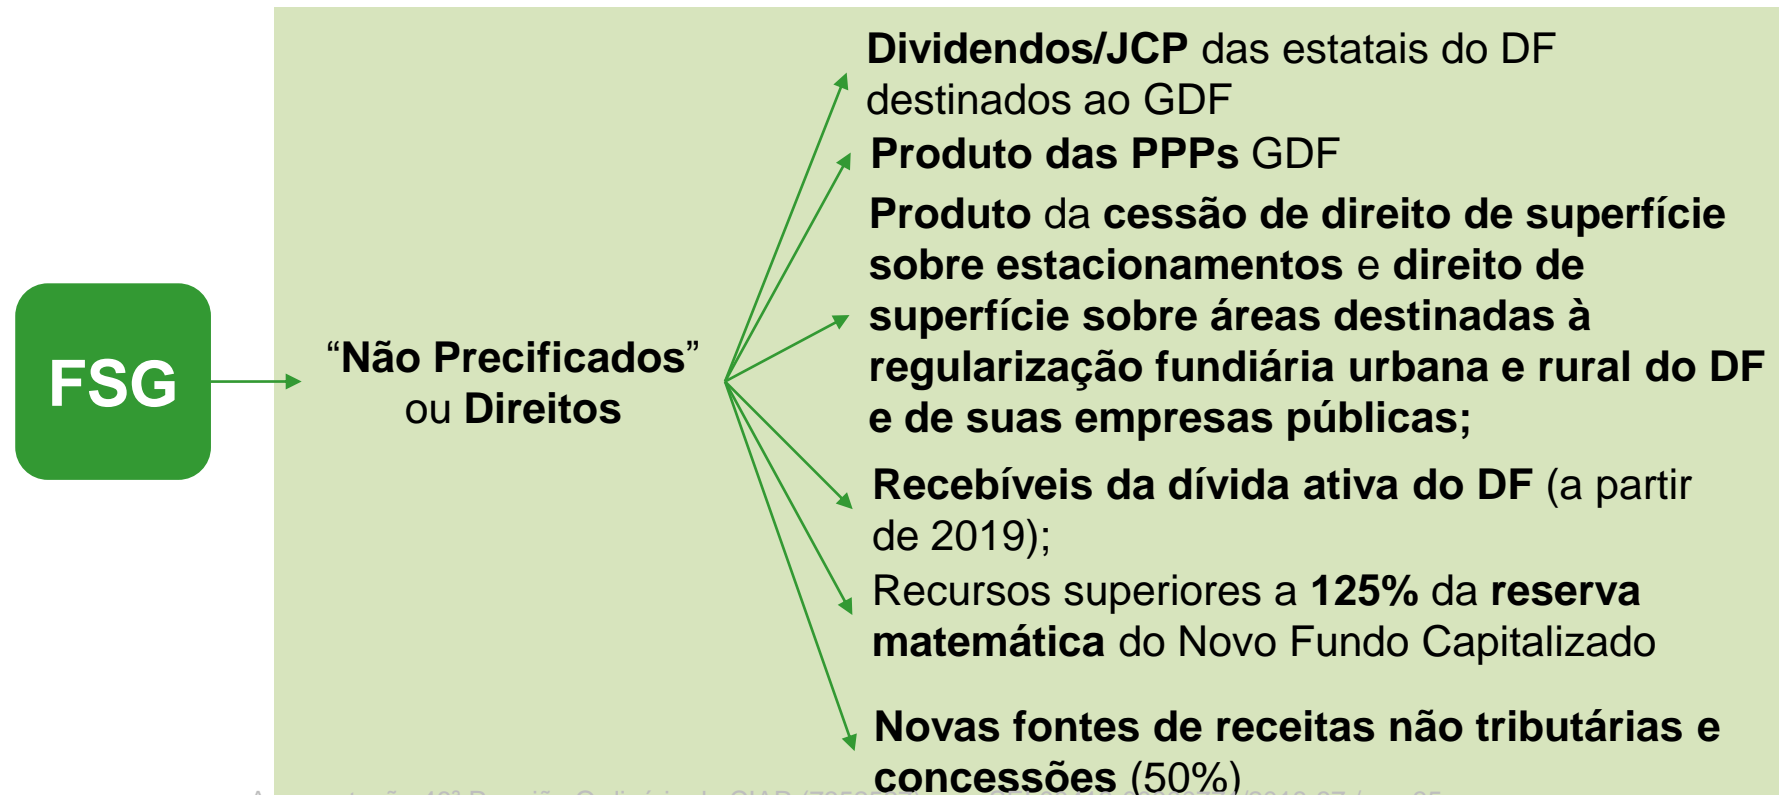 Dividendos/JCP das estatais do DF
destinados ao GDF
Produto das PPPs GDF
Produto da cessão de direito de superfície
sobre estacionamentos e direito de
superfície sobre áreas destinadas à
regularização fundiária urbana e rural do DF
e de suas empresas públicas;
FSG
“Não Precificados”
ou Direitos
Recebíveis da dívida ativa do DF (a partir
de 2019);
Recursos superiores a 125% da reserva
matemática do Novo Fundo Capitalizado
Novas fontes de receitas não tributárias e
concessões (50%)